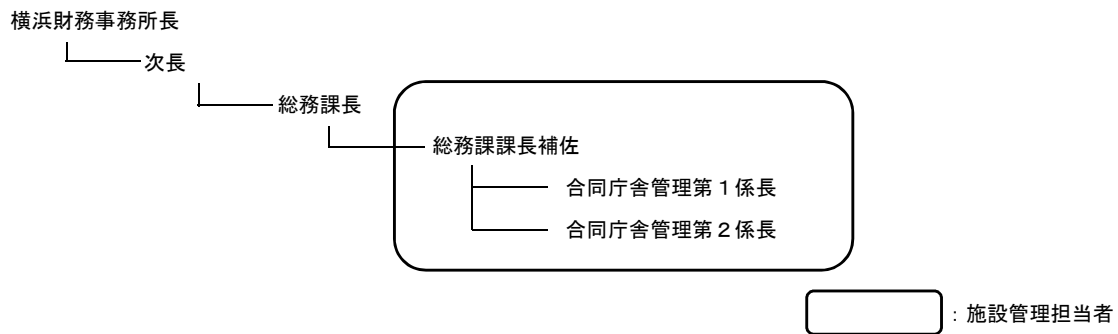 横浜財務事務所長
次長
総務課長
総務課課長補佐
合同庁舎管理第１係長
合同庁舎管理第２係長
：施設管理担当者